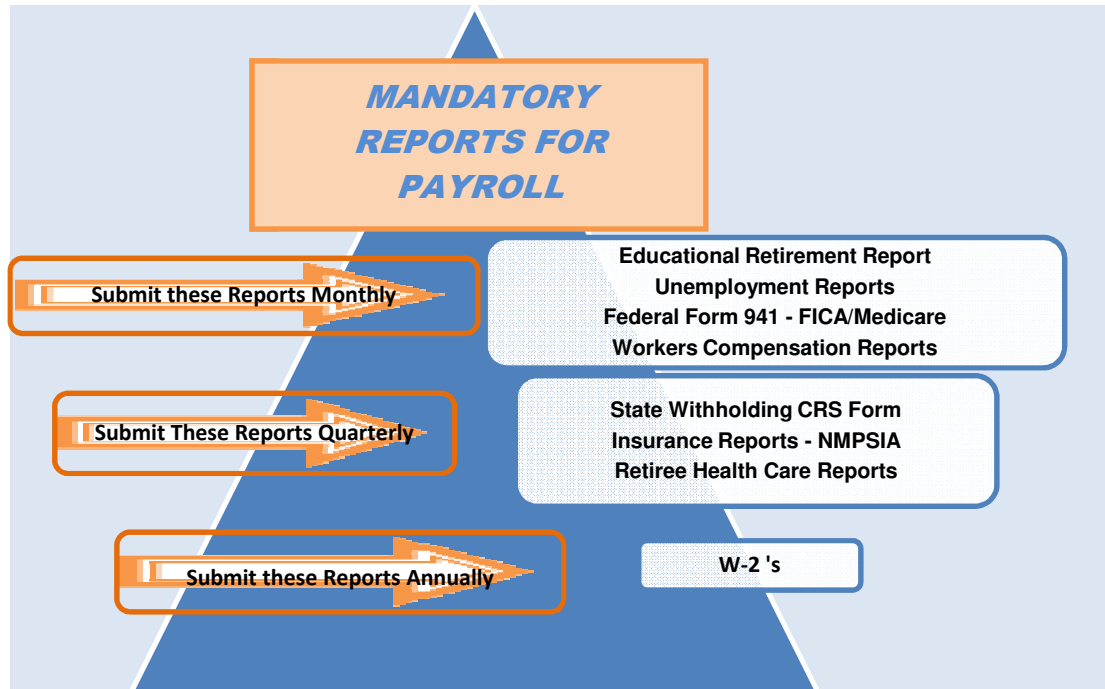 MANDATORY
REPORTS FOR
PAYROLL
Submit these Reports Monthly
Educational Retirement Report
Unemployment Reports
Federal Form 941 - FICA/Medicare
Workers Compensation Reports
Submit These Reports Quarterly
State Withholding CRS Form
Insurance Reports - NMPSIA
Retiree Health Care Reports
Submit these Reports Annually
W-2 's